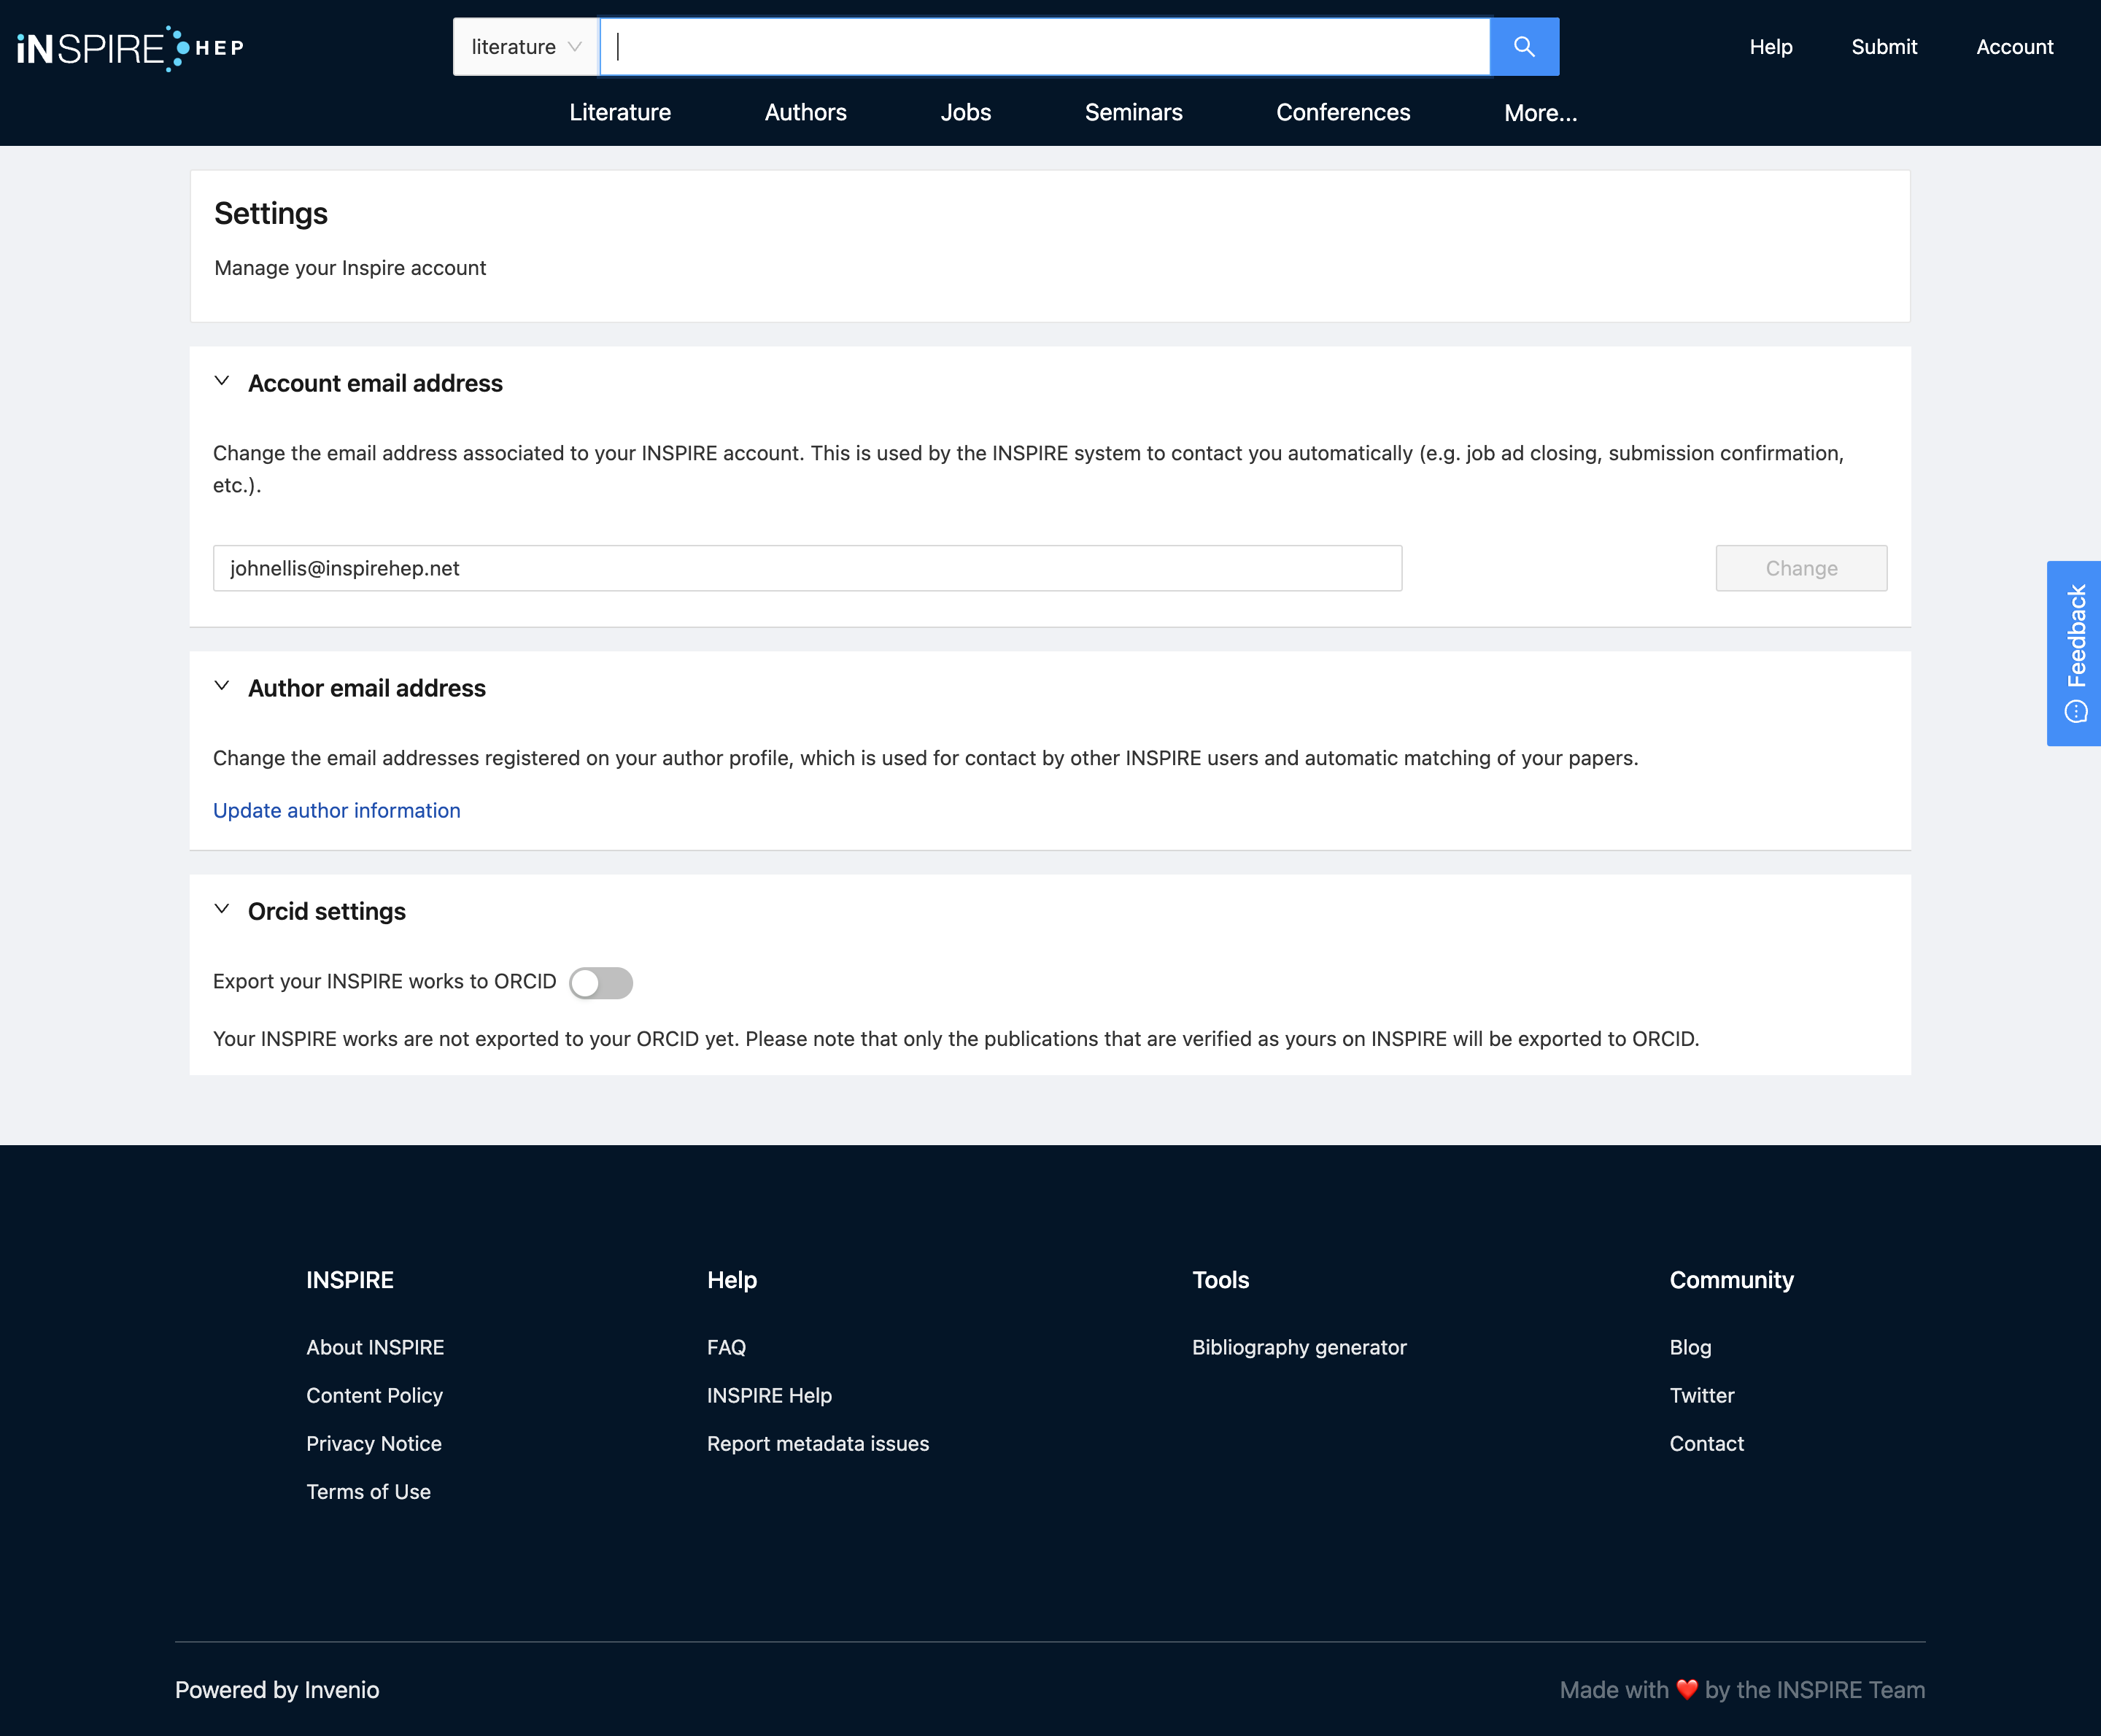 iNSPIRE HEP
literature
Help
Submit
Account
Literature
Authors
Jobs
Seminars
Conferences
More...
Settings
Manage your Inspire account
Account email address
Change the email address associated to your INSPIRE account. This is used by the INSPIRE system to contact you automatically (e.g. job ad closing, submission confirmation,
etc.).
johnellis@inspirehep.net
Change
Feedback
Author email address
Change the email addresses registered on your author profile, which is used for contact by other INSPIRE users and automatic matching of your papers.
Update author information
Orcid settings
Export your INSPIRE works to ORCID
Your INSPIRE works are not exported to your ORCID yet. Please note that only the publications that are verified as yours on INSPIRE will be exported to ORCID.
INSPIRE
About INSPIRE
Content Policy
Privacy Notice
Terms of Use
Help
FAQ
INSPIRE Help
Report metadata issues
Tools
Bibliography generator
Community
Blog
Twitter
Contact
Powered by Invenio
Made with ❤️ by the INSPIRE Team